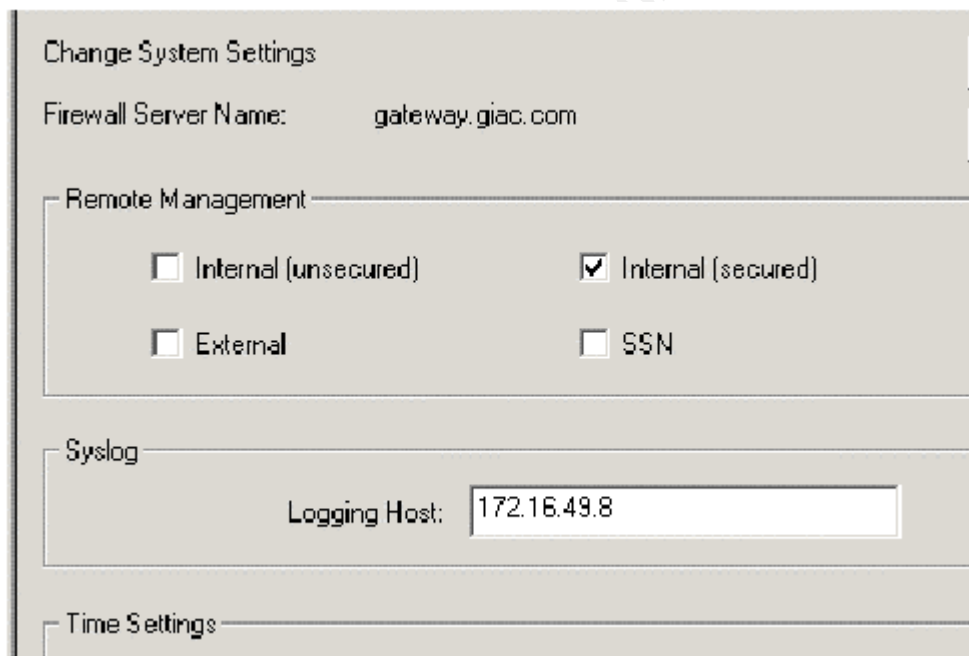 Change System Settings
Firewall Server Name: gateway.giac.com
Remote Management
Internal (unsecured) Internal (secured)
External SSN
Syslog
Logging Host: 172.16.49.8
Time Settings